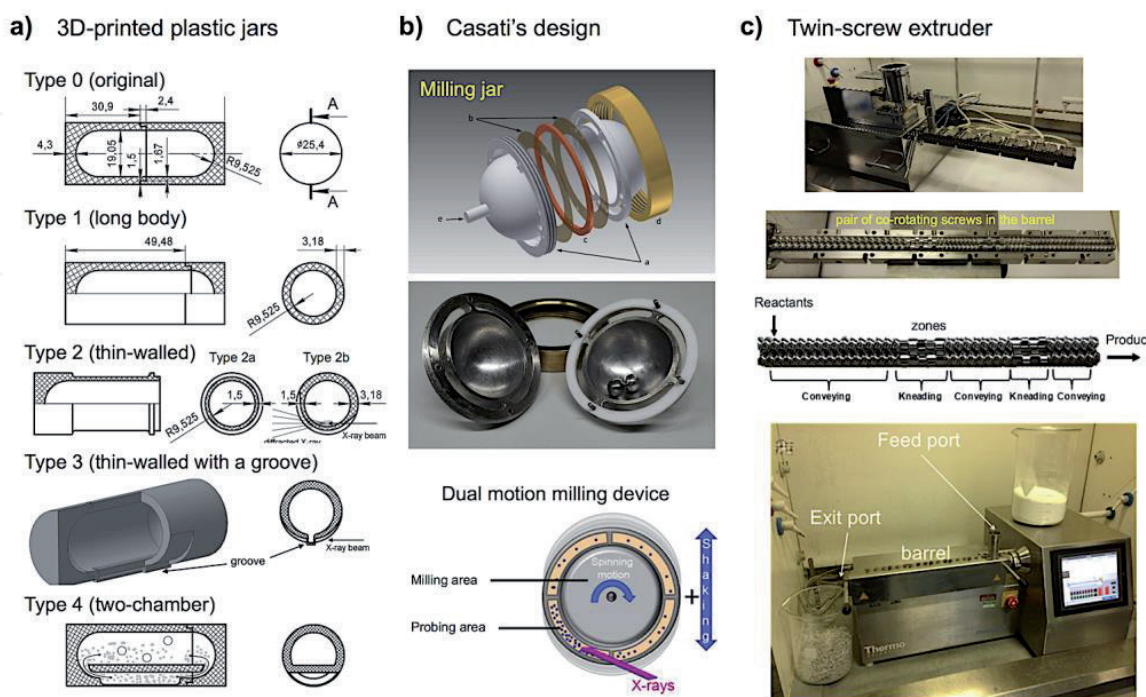 a) 3D-printed plastic jars
Type 0 (original)
30,9
2,4
4,3
19,05
1,5
1,67
R9,525
A
ø25,4
A
Type 1 (long body)
49,48
3,18
R9,525
Type 2 (thin-walled)
Type 2a
Type 2b
1,5
1,5
3,18
R9,525
X-ray beam
diffracted X-ray
Type 3 (thin-walled with a groove)
groove
X-ray beam
Type 4 (two-chamber)
b) Casati's design
Milling jar
b
e
c
d
a
Dual motion milling device
Milling area
Probing area
Spinning motion
+
Shaking
X-rays
c) Twin-screw extruder
pair of co-rotating screws in the barrel
Reactants
zones
Product
Conveying Kneading Conveying Kneading Conveying
Feed port
Exit port
barrel
Thermo